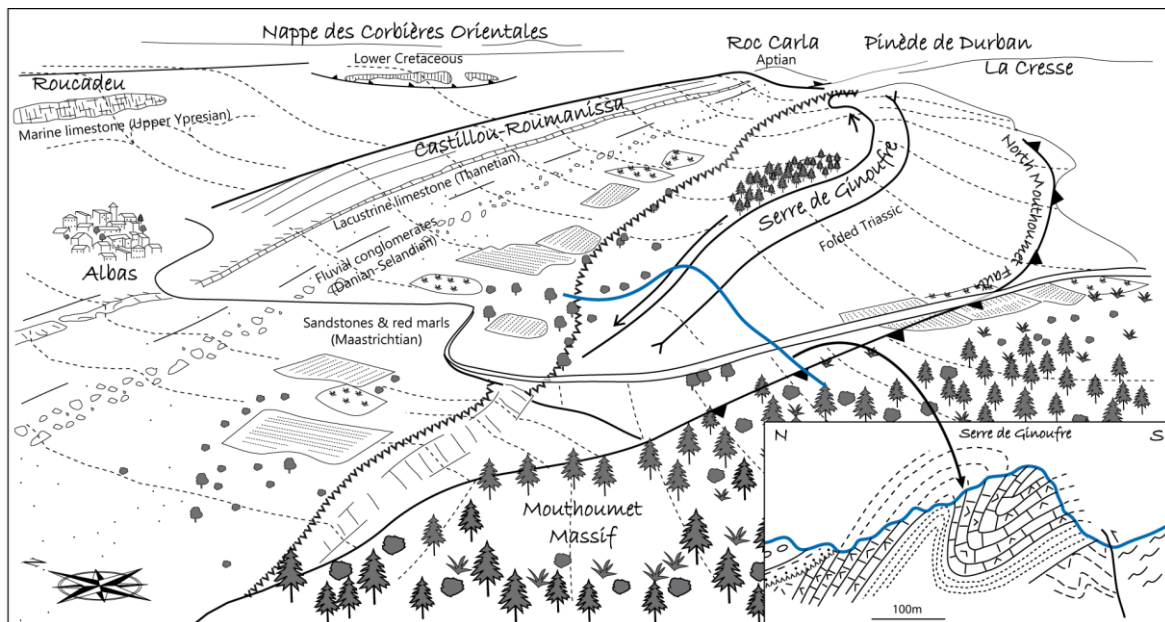 Nappe des Corbières Orientales
Roc Carla
Aptian
Pinède de Durban
La Cresse
Lower Cretaceous
Roucadeu
Marine limestone (Upper Ypresian)
Castillou-Roumanissa
Lacustrine limestone (Thanetian)
Fluvial conglomerates
(Danian-Selandian)
Albas
Serre de Ginoufre
Folded Triassic
North Mouthoumet Fault
Sandstones & red marls
(Maastrichtian)
Mouthoumet
Massif
N
N
Serre de Ginoufre
S
100m